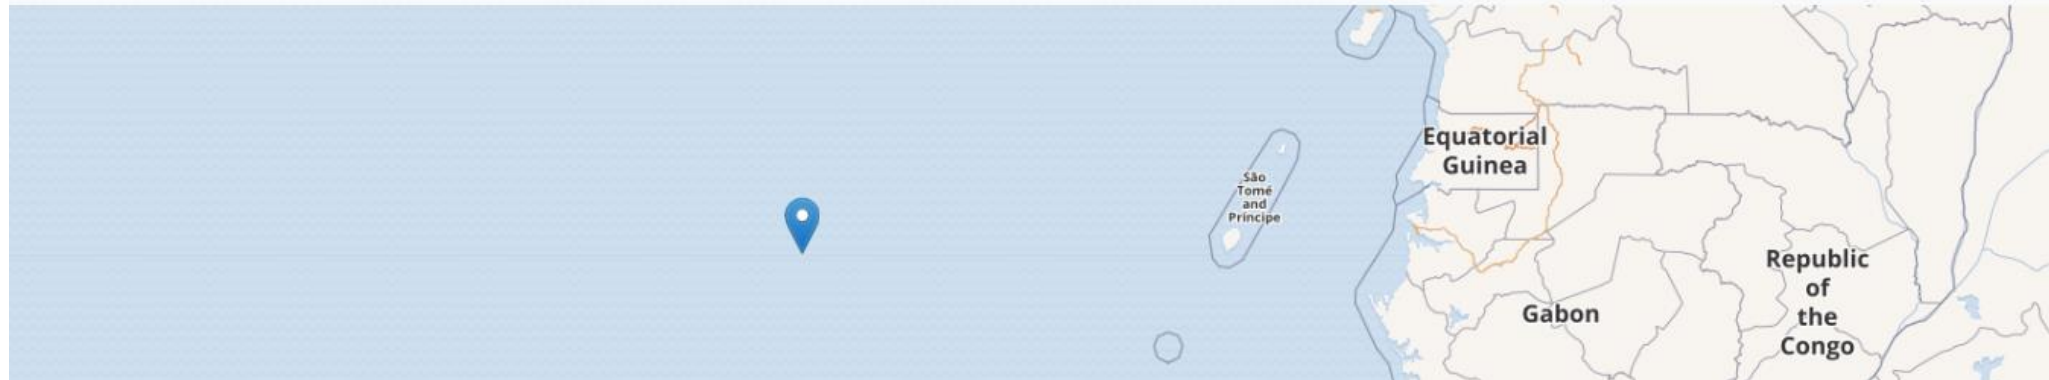 Equatorial
Guinea
São
Tomé
and
Príncipe
Republic
of
the
Congo
Gabon